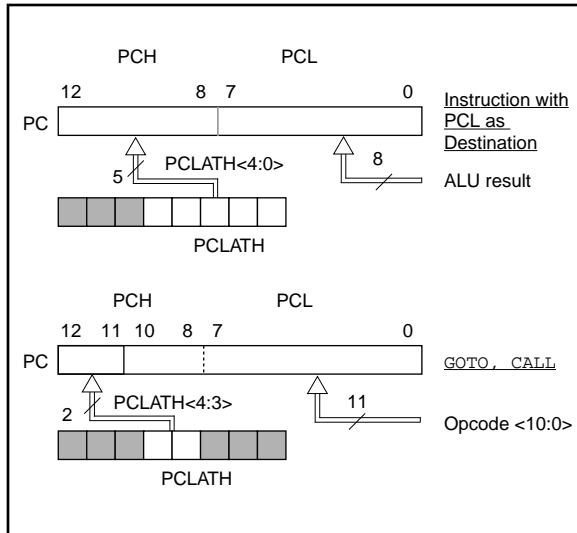 PCH PCL
12 8 7 0
PC
Instruction with
PCL as
Destination
5 PCLATH<4:0> 8
ALU result
PCLATH
PCH PCL
12 11 10 8 7 0
PC
GOTO, CALL
2 PCLATH<4:3> 11
Opcode <10:0>
PCLATH